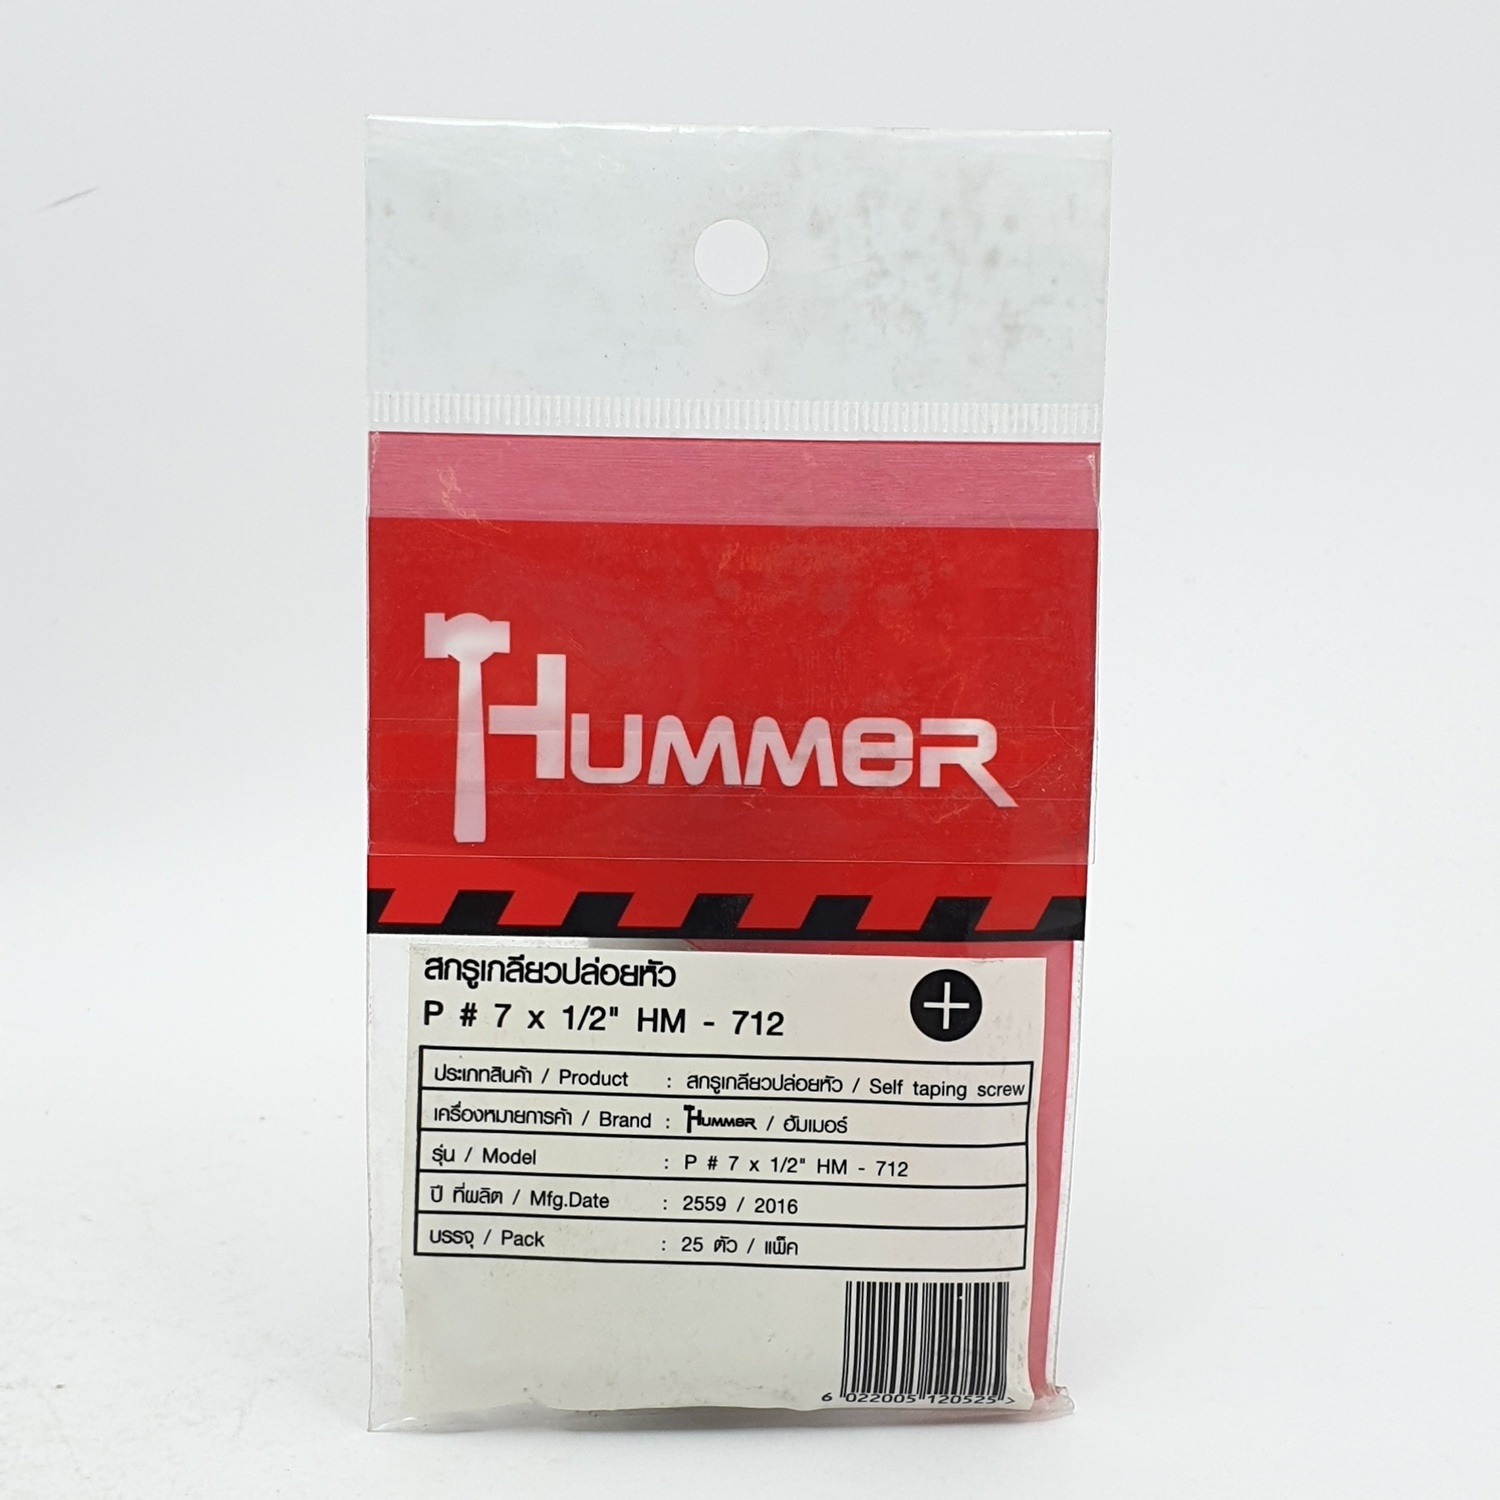 HUMMER
สกรูเกลียวปล่อยหัว
P # 7 x 1/2" HM - 712
ประเภทสินค้า / Product : สกรูเกลียวปล่อยหัว / Self taping screw
เครื่องหมายการค้า / Brand : HUMMER / ฮัมเมอร์
รุ่น / Model : P # 7 x 1/2" HM - 712
ปี ที่ผลิต / Mfg.Date : 2559 / 2016
บรรจุ / Pack : 25 ตัว / แพ็ค
6 022005 120525 >